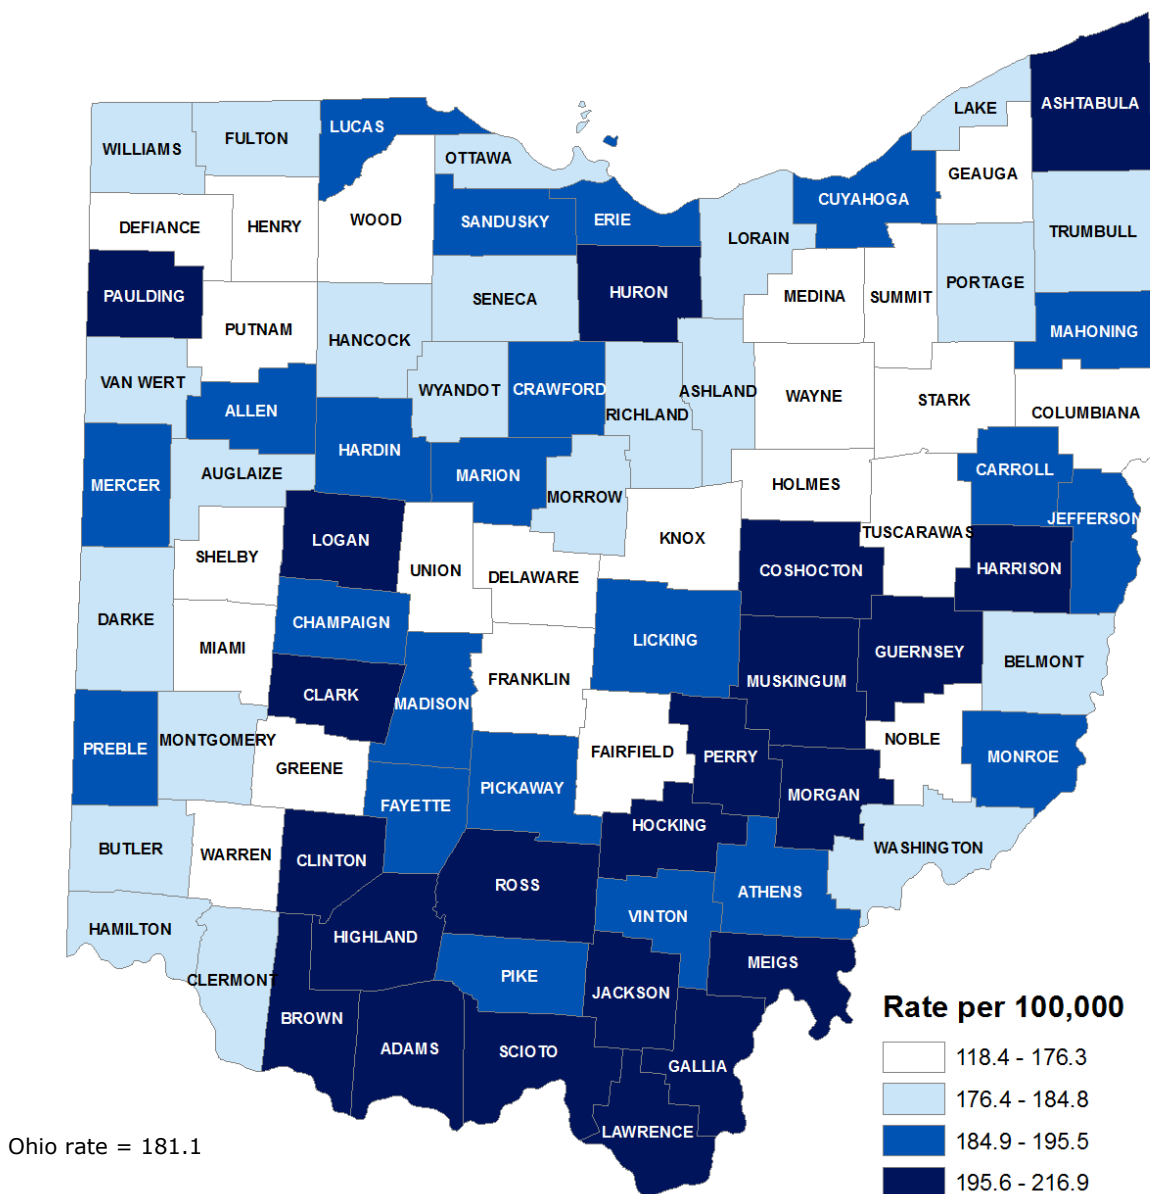 ASHTABULA
LAKE
LUCAS
FULTON
WILLIAMS
OTTAWA
GEAUGA
CUYAHOGA
WOOD
SANDUSKY
ERIE
DEFIANCE
HENRY
LORAIN
TRUMBULL
PORTAGE
PAULDING
HURON
MEDINA
SUMMIT
SENECA
PUTNAM
MAHONING
HANCOCK
VAN WERT
WYANDOT
CRAWFORD
ASHLAND
WAYNE
STARK
ALLEN
RICHLAND
COLUMBIANA
HARDIN
AUGLAIZE
MARION
CARROLL
MERCER
HOLMES
MORROW
JEFFERSON
TUSCARAWAS
LOGAN
KNOX
SHELBY
UNION
DELAWARE
COSHOCTON
HARRISON
DARKE
CHAMPAIGN
LICKING
MIAMI
GUERNSEY
BELMONT
FRANKLIN
MUSKINGUM
CLARK
MADISON
MONTGOMERY
PREBLE
FAIRFIELD
NOBLE
PERRY
MONROE
GREENE
PICKAWAY
MORGAN
FAYETTE
HOCKING
BUTLER
WARREN
CLINTON
WASHINGTON
ROSS
ATHENS
VINTON
HAMILTON
HIGHLAND
MEIGS
CLERMONT
PIKE
JACKSON
BROWN
ADAMS
SCIOTO
GALLIA
LAWRENCE
Rate per 100,000
118.4 - 176.3
176.4 - 184.8
184.9 - 195.5
195.6 - 216.9
Ohio rate = 181.1